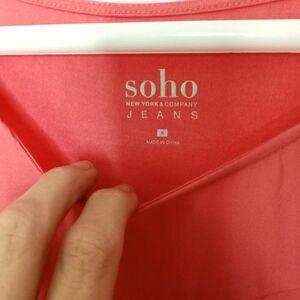 soho
NEW YORK & COMPANY
JEANS
MADE IN CHINA